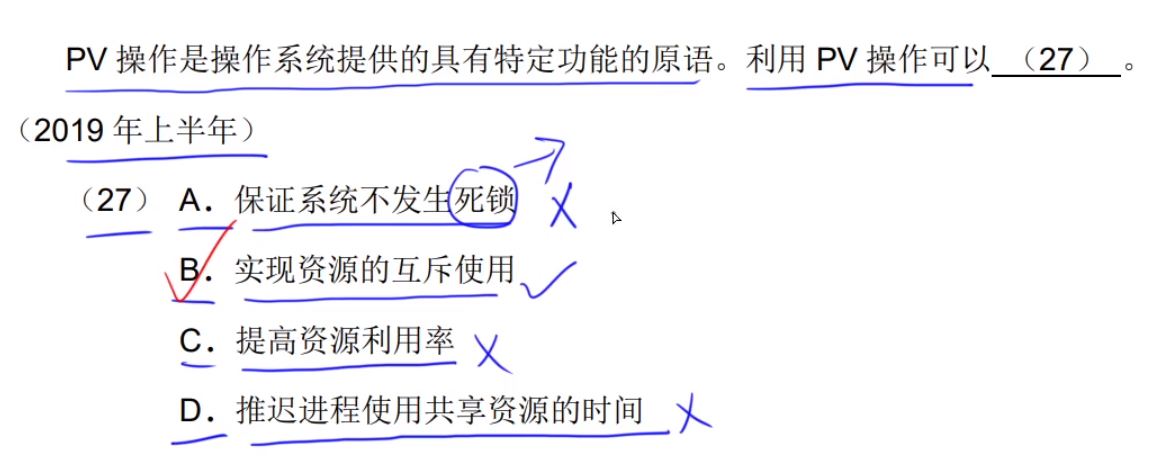 PV 操作是操作系统提供的具有特定功能的原语。利用 PV 操作可以 （27） 。
（2019 年上半年）
（27） A．保证系统不发生死锁
B．实现资源的互斥使用
C．提高资源利用率
D．推迟进程使用共享资源的时间